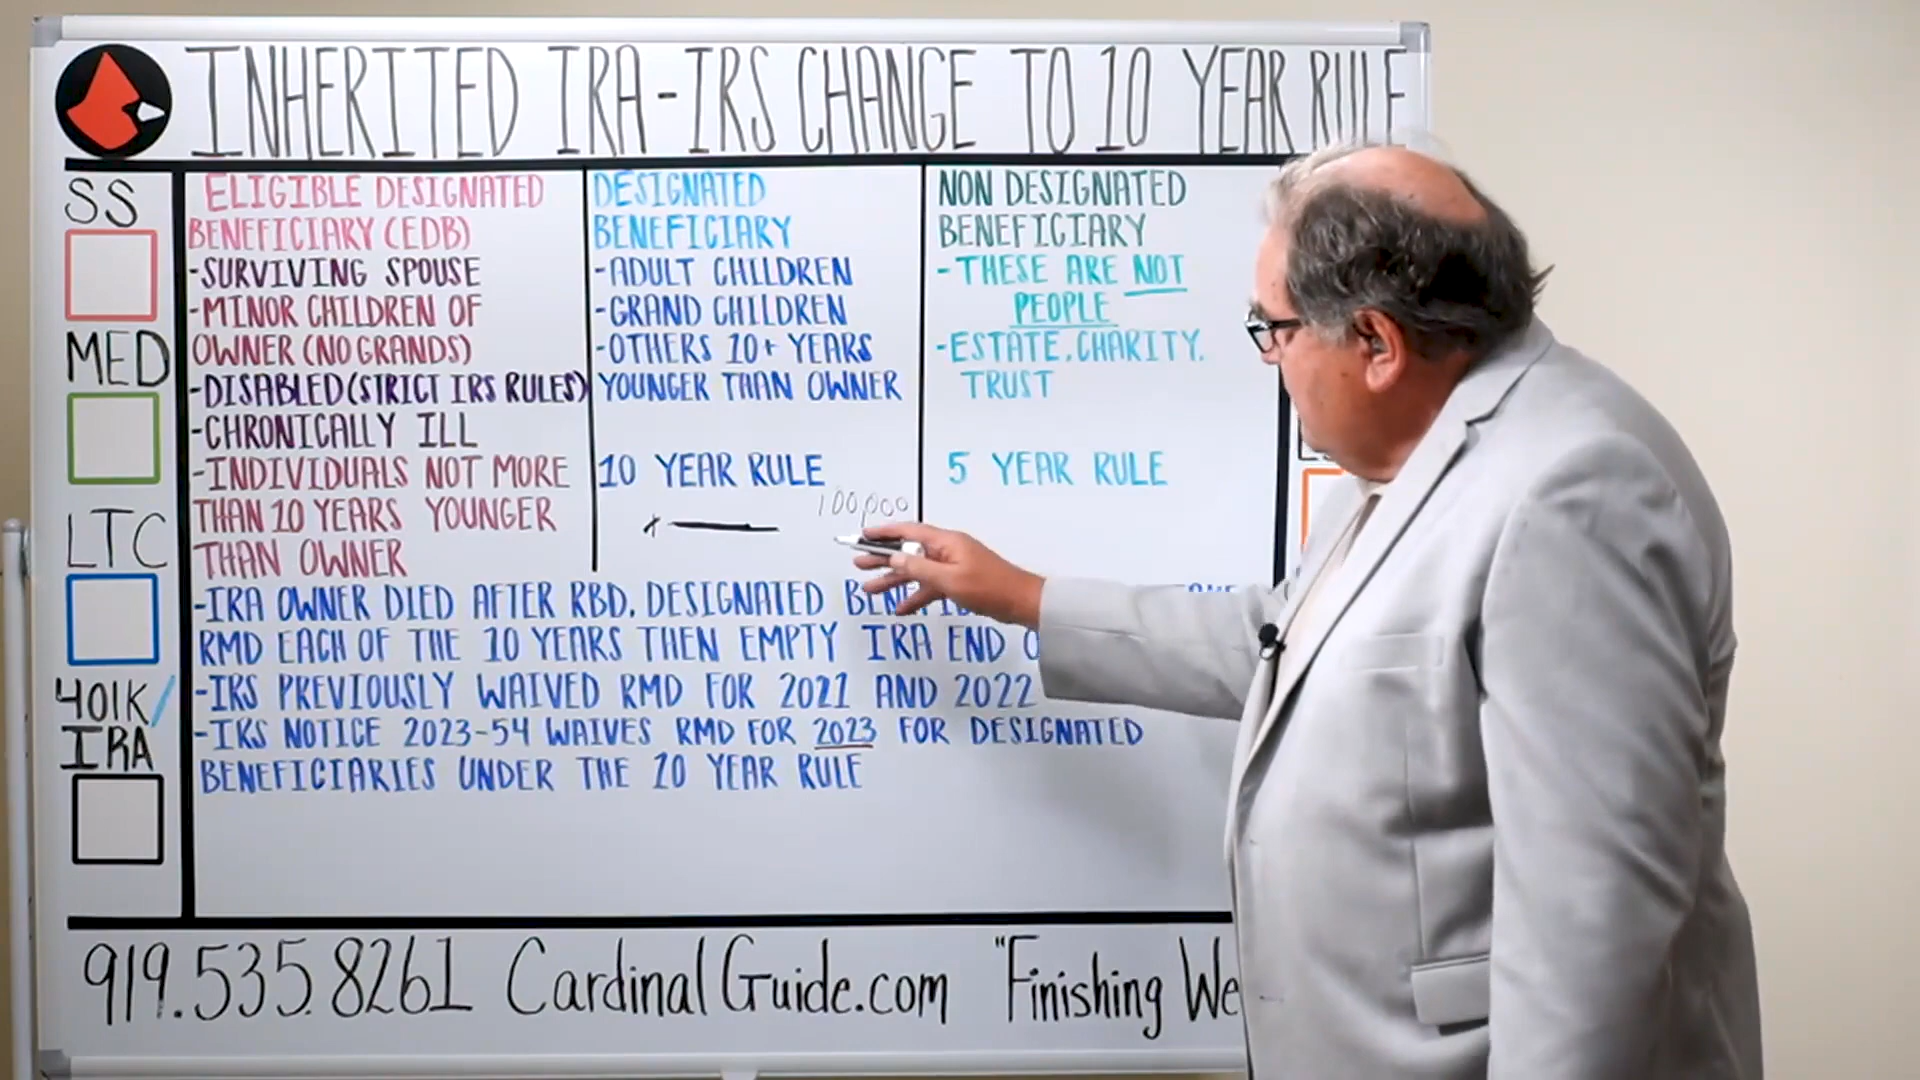 INHERITED IRA-IRS CHANGE TO 10 YEAR RULE
SS
MED
LTC
401K/
IRA
ELIGIBLE DESIGNATED
BENEFICIARY (EDB)
-SURVIVING SPOUSE
-MINOR CHILDREN OF
OWNER (NO GRANDS)
-DISABLED (STRICT IRS RULES)
-CHRONICALLY ILL
-INDIVIDUALS NOT MORE
THAN 10 YEARS YOUNGER
THAN OWNER
DESIGNATED
BENEFICIARY
-ADULT CHILDREN
-GRAND CHILDREN
-OTHERS 10+ YEARS
YOUNGER THAN OWNER
10 YEAR RULE
100,000
NON DESIGNATED
BENEFICIARY
-THESE ARE NOT
PEOPLE
-ESTATE, CHARITY,
TRUST
5 YEAR RULE
-IRA OWNER DIED AFTER RBD, DESIGNATED
RMD EACH OF THE 10 YEARS THEN EMPTY IRA END
-IRS PREVIOUSLY WAIVED RMD FOR 2021 AND 2022
-IRS NOTICE 2023-54 WAIVES RMD FOR 2023 FOR DESIGNATED
BENEFICIARIES UNDER THE 10 YEAR RULE
919.535.8261 CardinalGuide.com "Finishing We